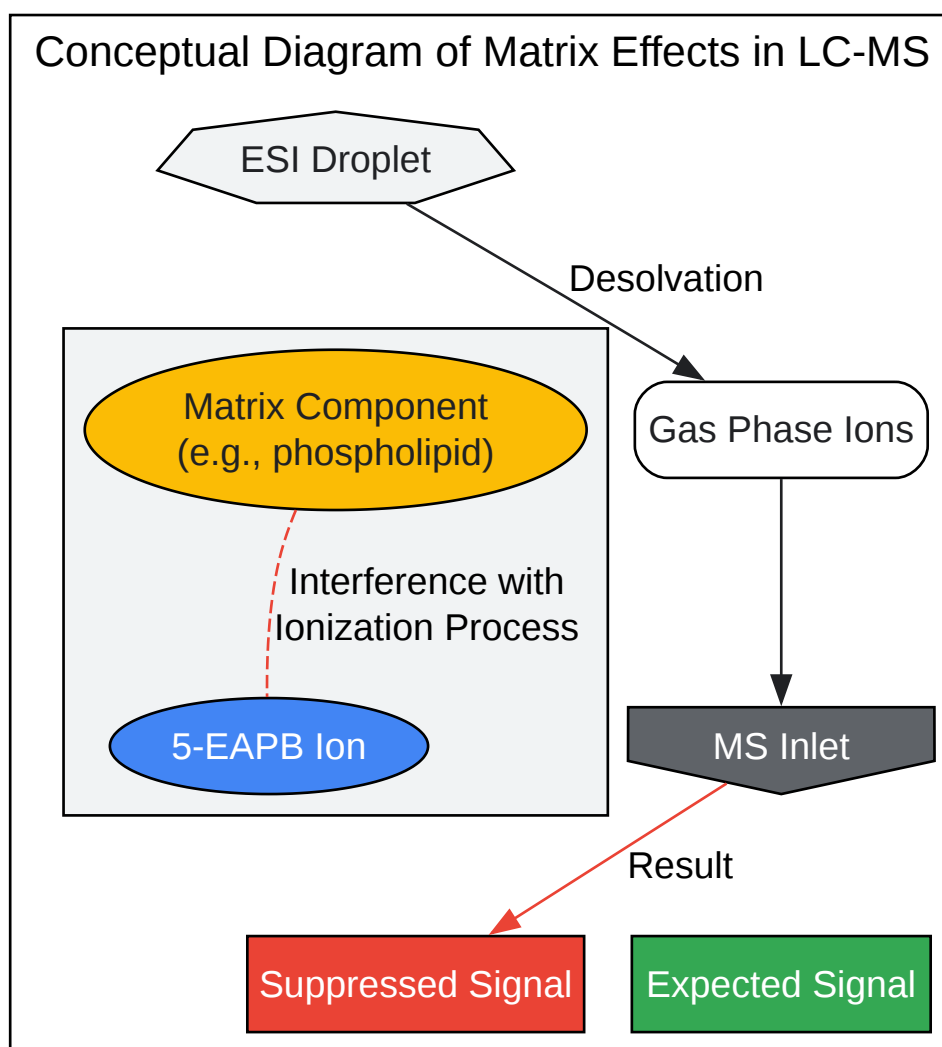 Conceptual Diagram of Matrix Effects in LC-MS
ESI Droplet
Desolvation
Matrix Component
(e.g., phospholipid)
Gas Phase Ions
Interference with
Ionization Process
5-EAPB Ion
MS Inlet
Result
Suppressed Signal
Expected Signal